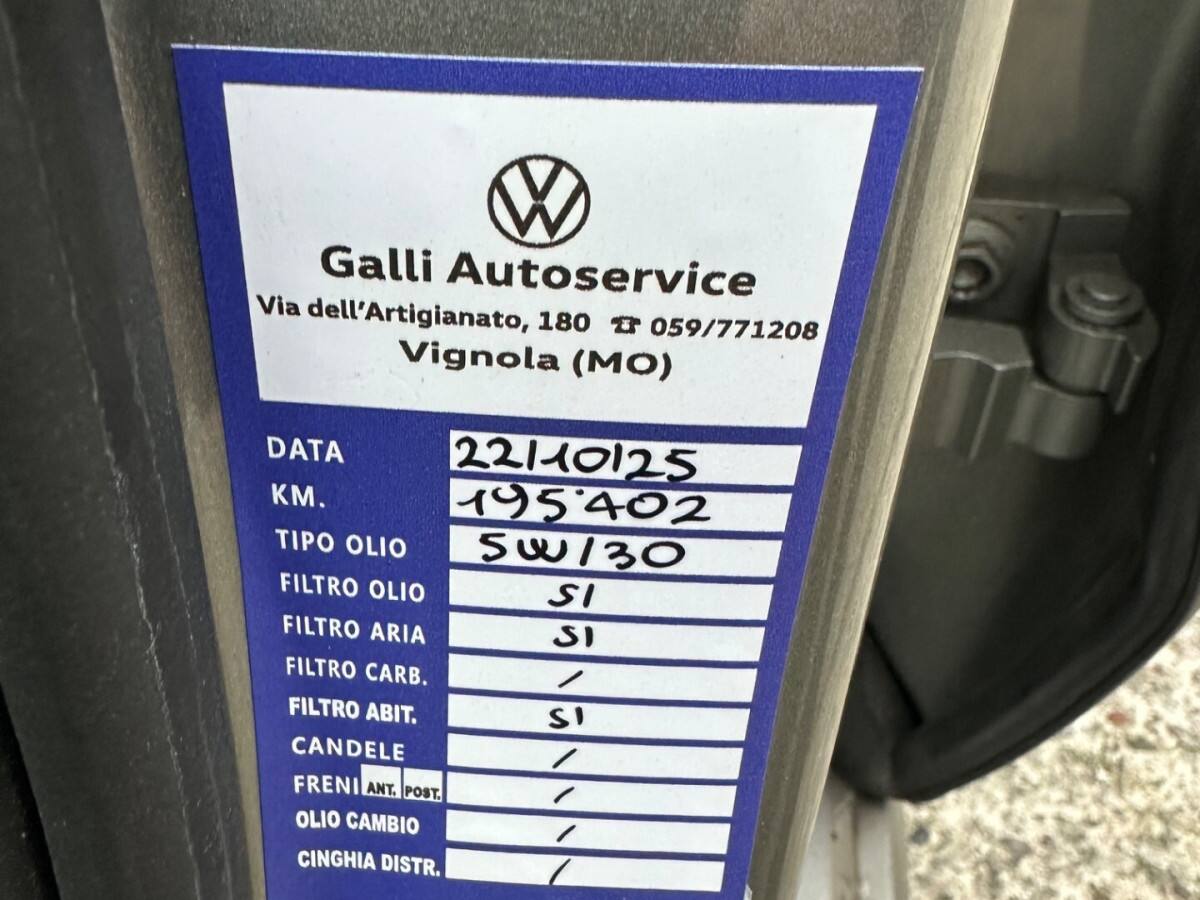 Galli Autoservice
Via dell'Artigianato, 180 ☎ 059/771208
Vignola (MO)
DATA 22/10/25
KM. 195'402
TIPO OLIO 5W/30
FILTRO OLIO SI
FILTRO ARIA SI
FILTRO CARB. /
FILTRO ABIT. SI
CANDELE /
FRENI ANT. POST. /
OLIO CAMBIO /
CINGHIA DISTR. /